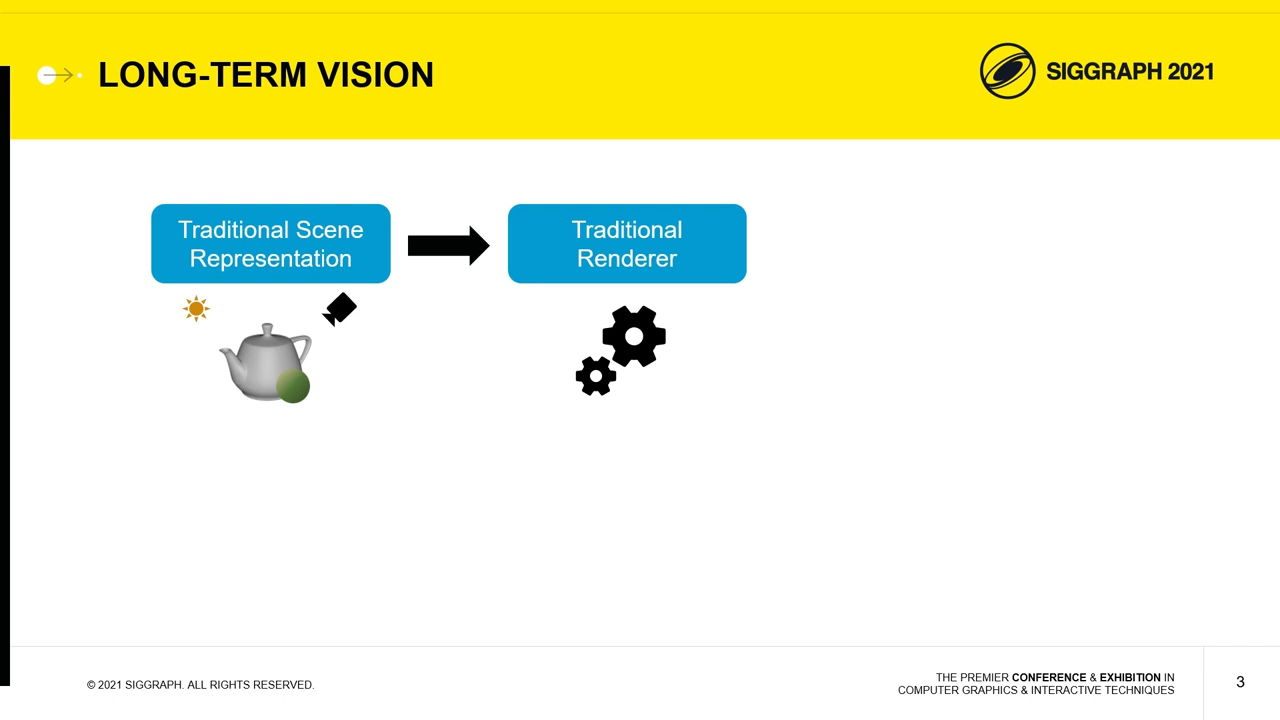 LONG-TERM VISION
SIGGRAPH 2021
Traditional Scene
Representation
Traditional
Renderer
© 2021 SIGGRAPH. ALL RIGHTS RESERVED.
THE PREMIER CONFERENCE & EXHIBITION IN
COMPUTER GRAPHICS & INTERACTIVE TECHNIQUES
3